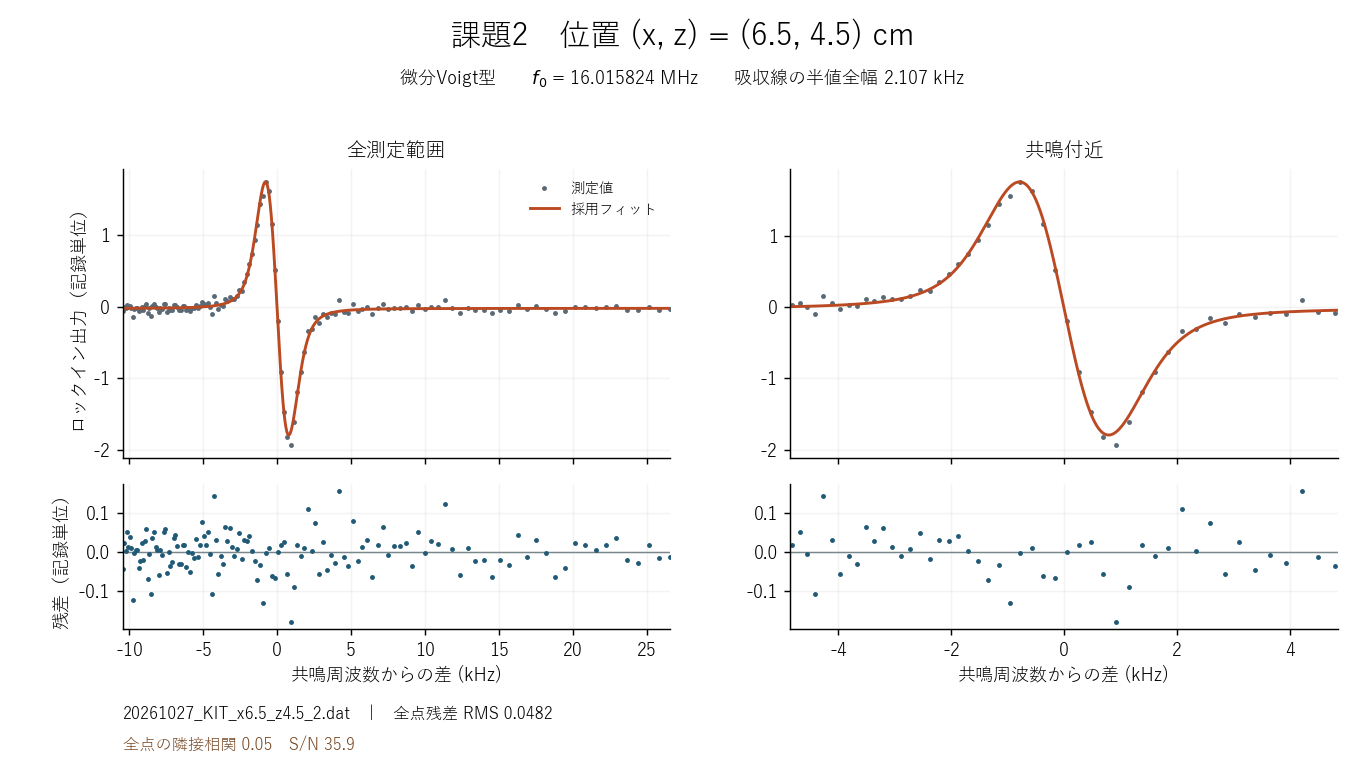 課題2　位置 (x, z) = (6.5, 4.5) cm
微分Voigt型　　f₀ = 16.015824 MHz　　吸収線の半値全幅 2.107 kHz
全測定範囲
共鳴付近
測定値
採用フィット
ロックイン出力（記録単位）
1
0
-1
-2
1
0
-1
-2
残差（記録単位）
0.1
0.0
-0.1
0.1
0.0
-0.1
-10 -5 0 5 10 15 20 25
-4 -2 0 2 4
共鳴周波数からの差 (kHz)
共鳴周波数からの差 (kHz)
20261027_KIT_x6.5_z4.5_2.dat　|　全点残差 RMS 0.0482
全点の隣接相関 0.05　S/N 35.9